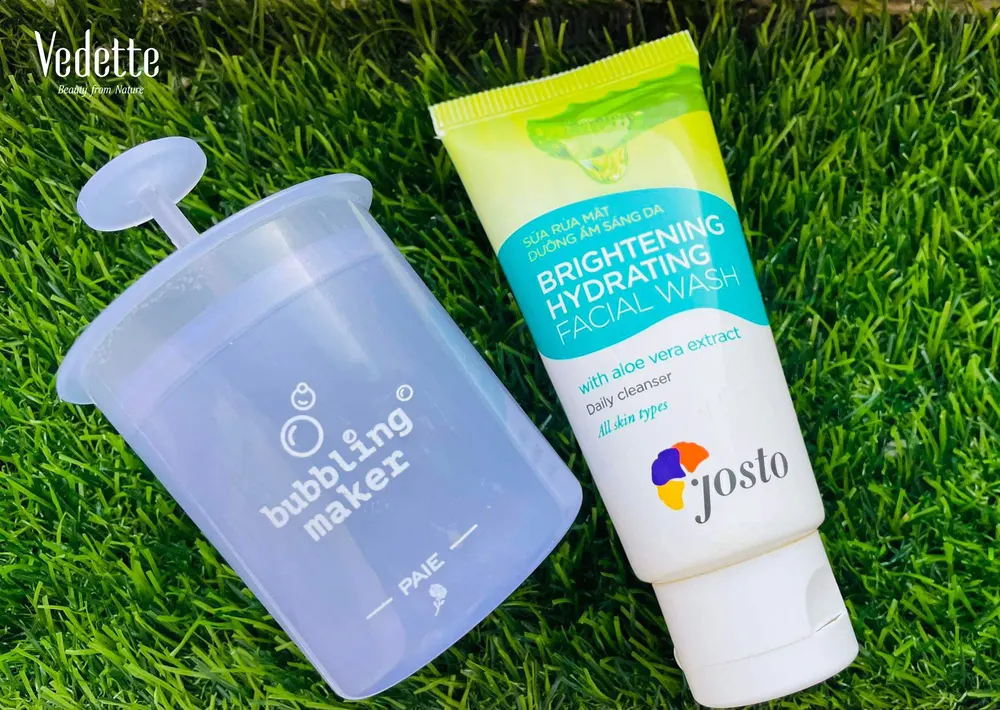 Vedette
Beauty from Nature
bubbling
maker
PAIE
SỮA RỬA MẶT
DƯỠNG ẨM SÁNG DA
BRIGHTENING
HYDRATING
FACIAL WASH
with aloe vera extract
Daily cleanser
All skin types
josto